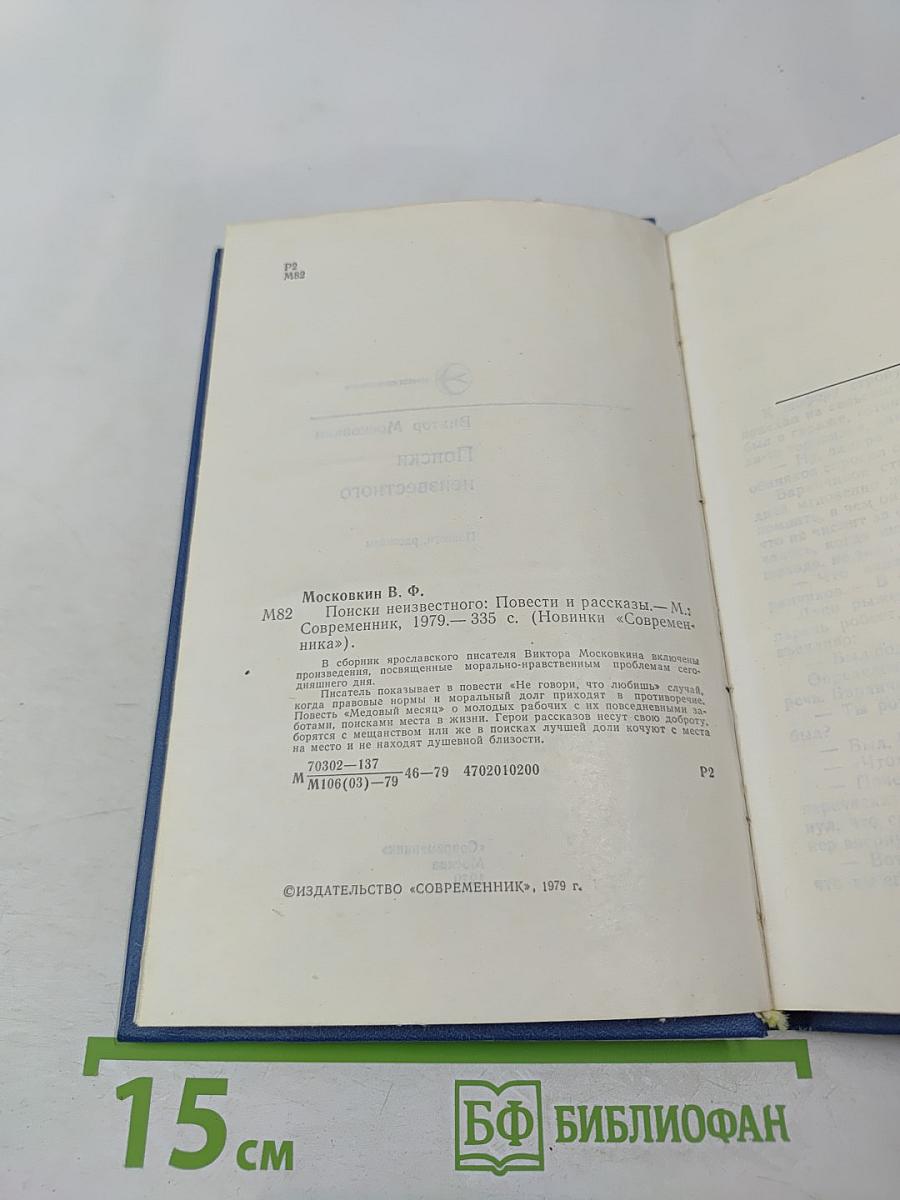 Р2
М82
Московкин В. Ф.
М82 Поиски неизвестного: Повести и рассказы.— М.:
Современник, 1979.— 335 с. (Новинки «Современ-
ника»).
В сборник ярославского писателя Виктора Московкина включены
произведения, посвященные морально-нравственным проблемам сего-
дняшнего дня.
Писатель показывает в повести «Не говори, что любишь» случай,
когда правовые нормы и моральный долг приходят в противоречие.
Повесть «Медовый месяц» о молодых рабочих с их повседневными за-
ботами, поисками места в жизни. Герои рассказов несут свою доброту,
борятся с мещанством или же в поисках лучшей доли кочуют с места
на место и не находят душевной близости.
М 70302—137
М106(03)—79 46—79 4702010200 Р2
©ИЗДАТЕЛЬСТВО «СОВРЕМЕННИК», 1979 г.
15 см
БФ БИБЛИОФАН